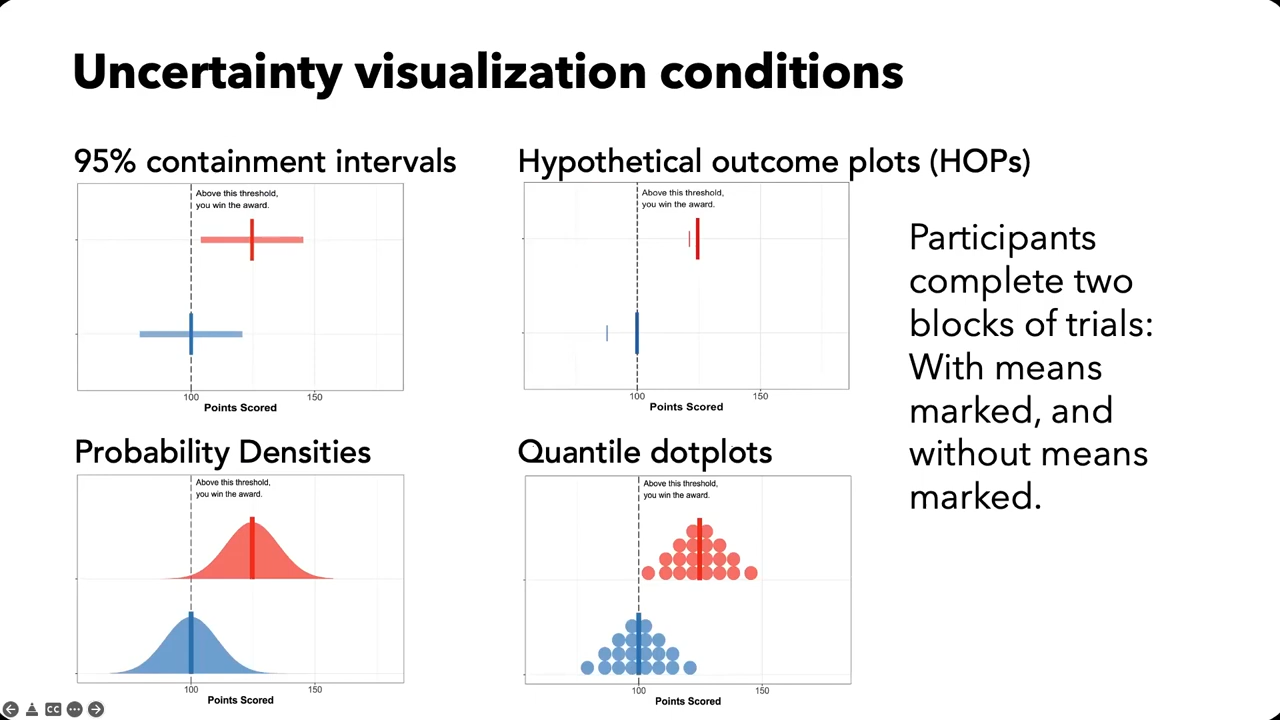 Uncertainty visualization conditions
95% containment intervals
Above this threshold,
you win the award.
100
150
Points Scored
Hypothetical outcome plots (HOPs)
Above this threshold,
you win the award.
100
150
Points Scored
Probability Densities
Above this threshold,
you win the award.
100
150
Points Scored
Quantile dotplots
Above this threshold,
you win the award.
100
150
Points Scored
Participants
complete two
blocks of trials:
With means
marked, and
without means
marked.
CC